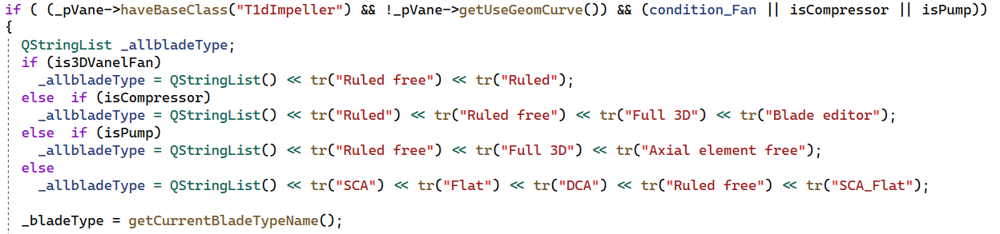 if ( (_pVane->haveBaseClass("T1dImpeller") && !_pVane->getUseGeomCurve()) && (condition_Fan || isCompressor || isPump))
{
  QStringList _allbladeType;
  if (is3DVanelFan)
    _allbladeType = QStringList() << tr("Ruled free") << tr("Ruled");
  else  if (isCompressor)
    _allbladeType = QStringList() << tr("Ruled") << tr("Ruled free") << tr("Full 3D") << tr("Blade editor");
  else  if (isPump)
    _allbladeType = QStringList() << tr("Ruled free") << tr("Full 3D") << tr("Axial element free");
  else
    _allbladeType = QStringList() << tr("SCA") << tr("Flat") << tr("DCA") << tr("Ruled free") << tr("SCA_Flat");

  _bladeType = getCurrentBladeTypeName();